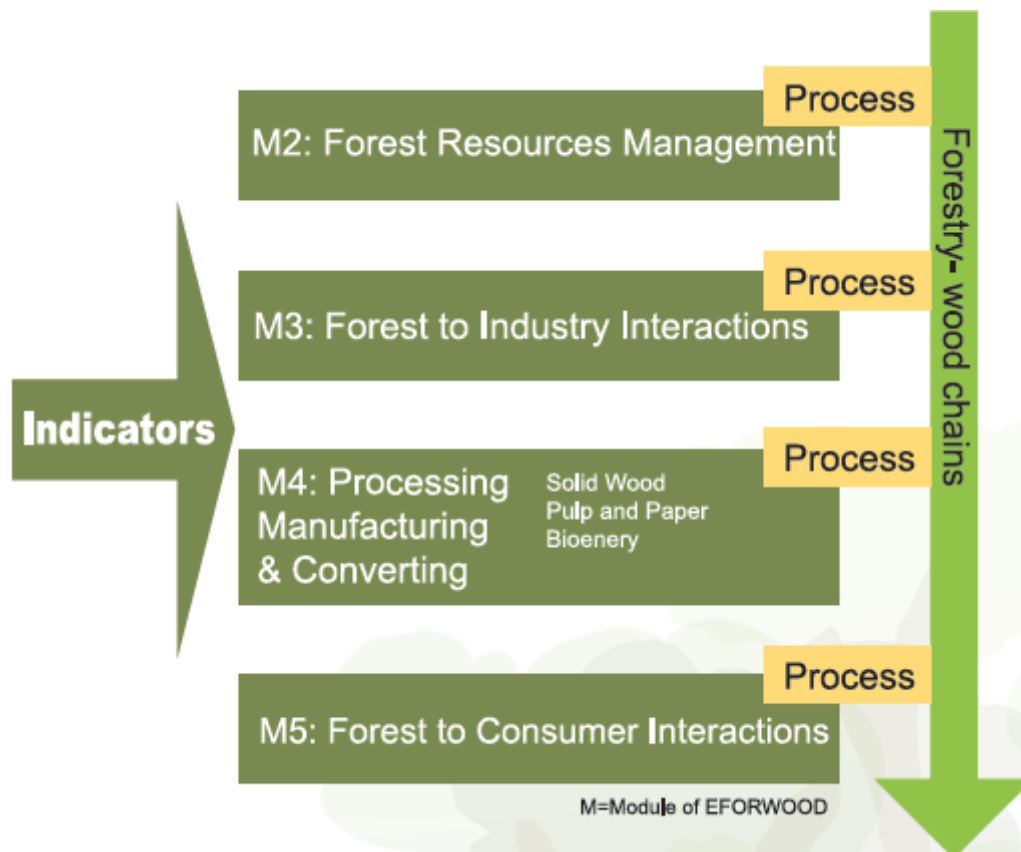 Process
M2: Forest Resources Management
Process
M3: Forest to Industry Interactions
Forestry- wood chains
Indicators
Process
M4: Processing
Manufacturing
& Converting
Solid Wood
Pulp and Paper
Bioenery
Process
M5: Forest to Consumer Interactions
M=Module of EFORWOOD